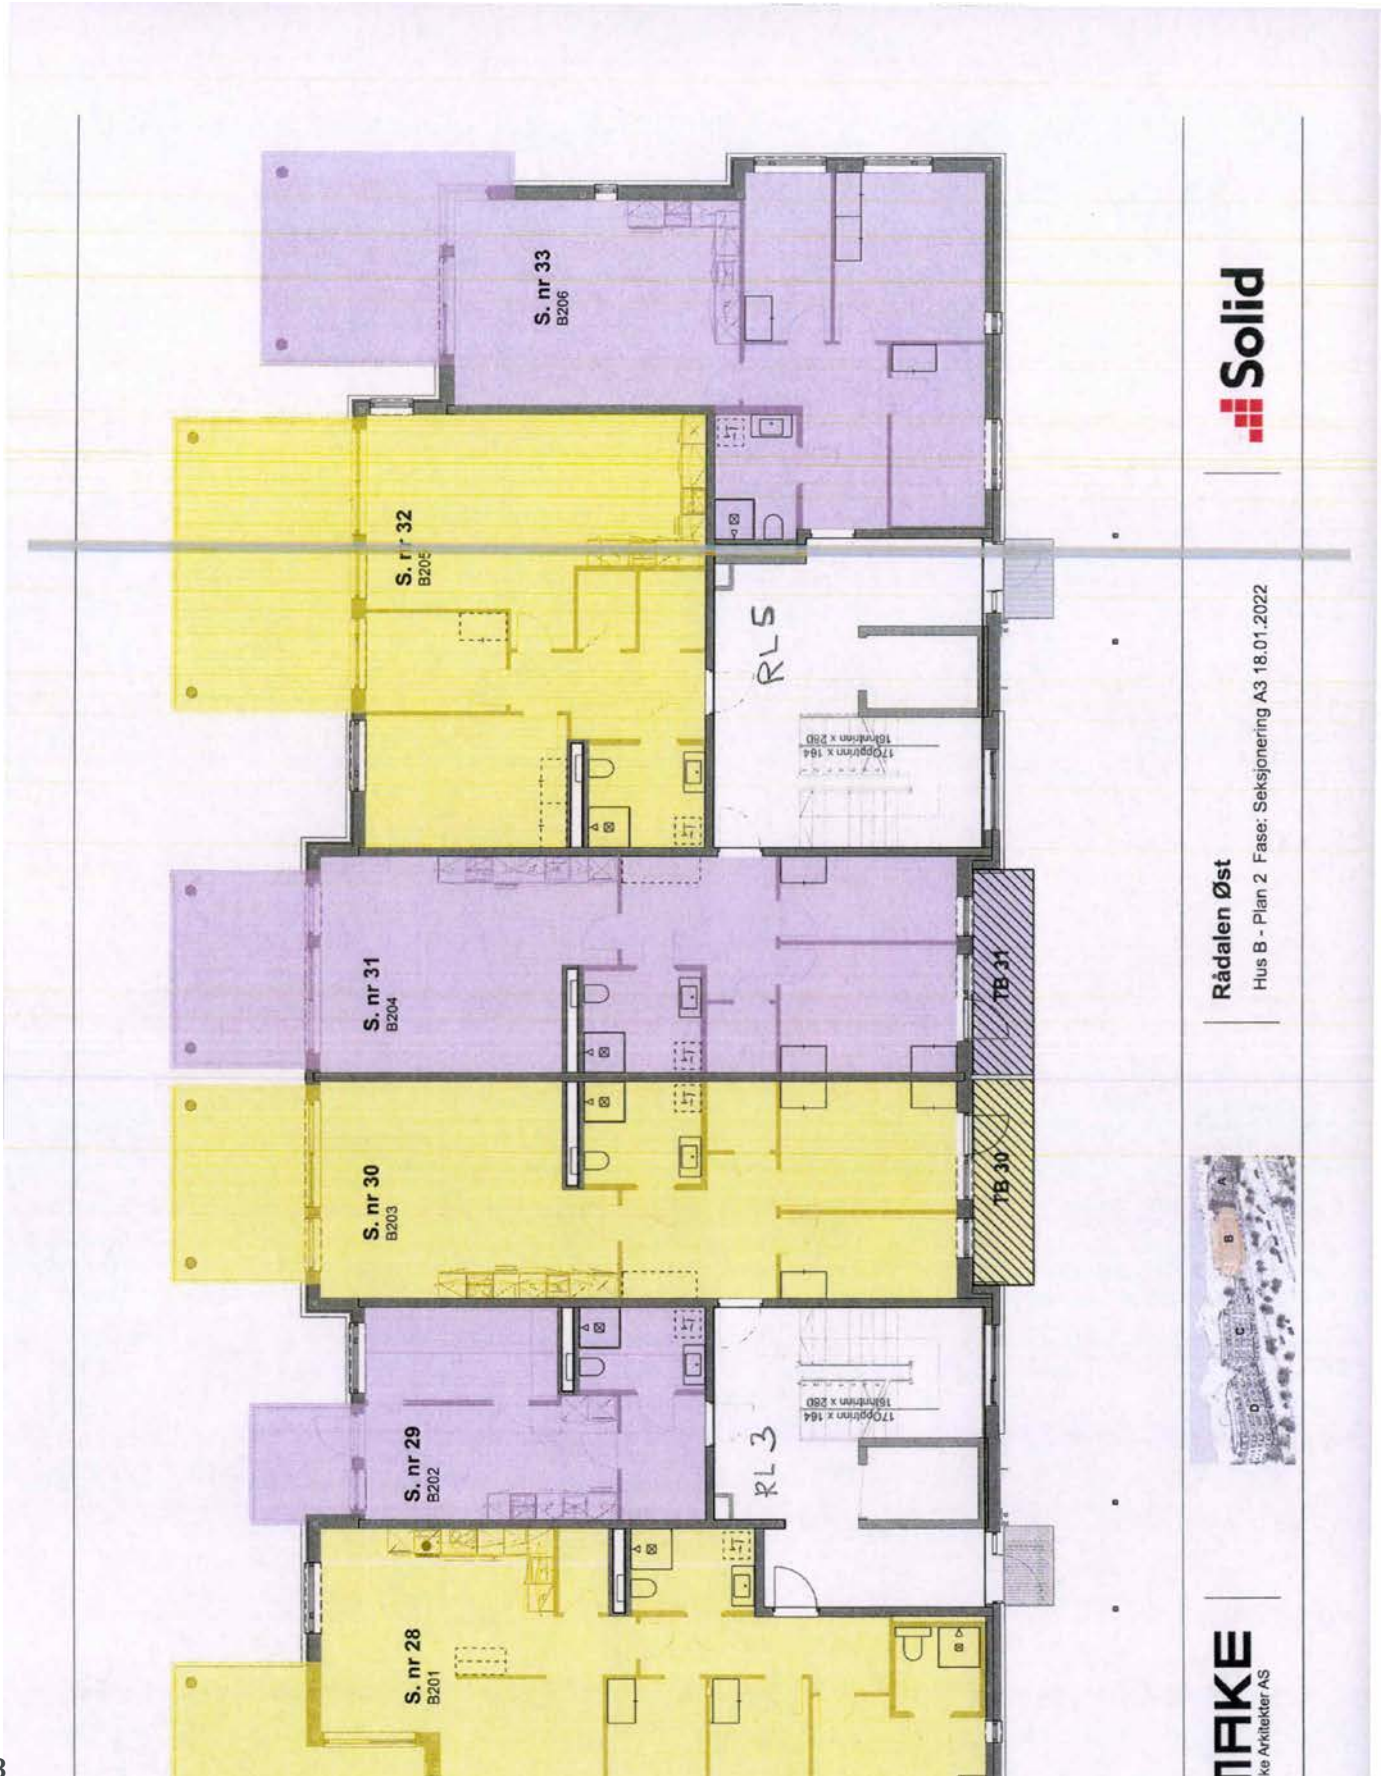 S. nr 33
B206
S. nr 32
B205
RL 5
17Opptrinn x 164
16Inntrinn x 280
S. nr 31
B204
TB 31
S. nr 30
B203
TB 30
S. nr 29
B202
RL 3
17Opptrinn x 164
16Inntrinn x 280
S. nr 28
B201
Solid
Rådalen Øst
Hus B - Plan 2 Fase: Seksjonering A3 18.01.2022
A
B
C
D
MAKE
ke Arkitekter AS